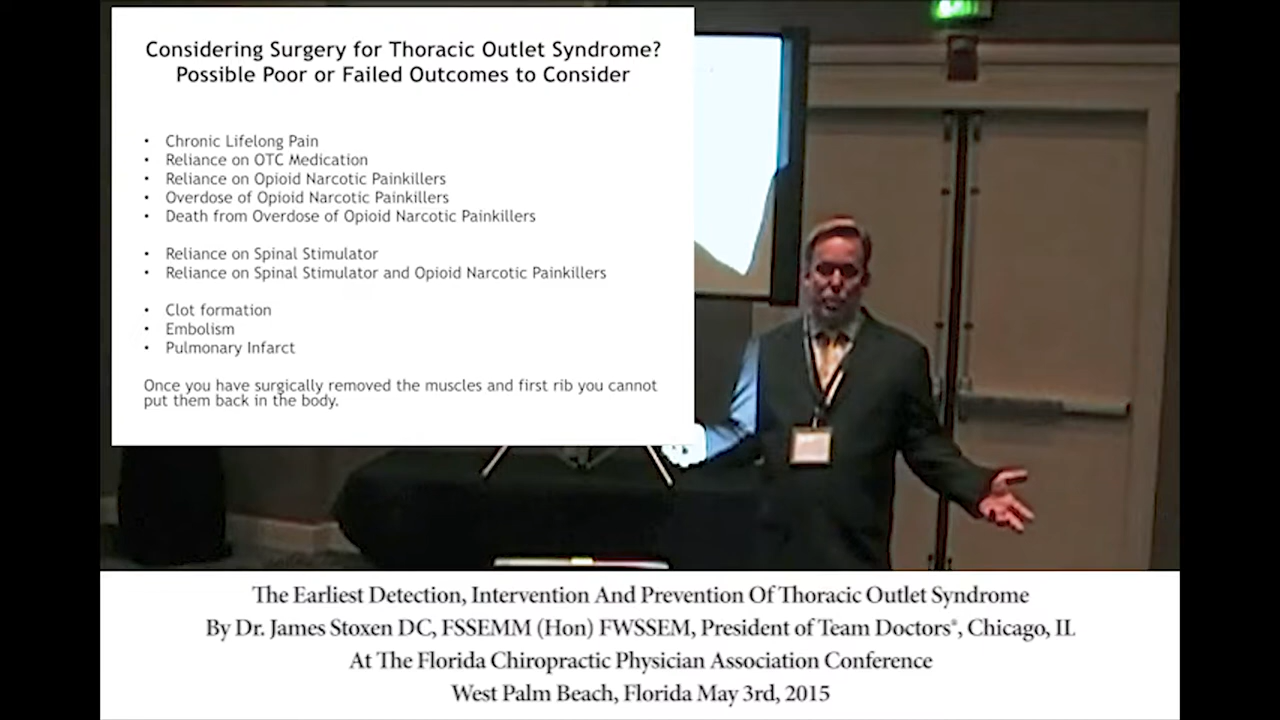 Considering Surgery for Thoracic Outlet Syndrome?
Possible Poor or Failed Outcomes to Consider
• Chronic Lifelong Pain
• Reliance on OTC Medication
• Reliance on Opioid Narcotic Painkillers
• Overdose of Opioid Narcotic Painkillers
• Death from Overdose of Opioid Narcotic Painkillers
• Reliance on Spinal Stimulator
• Reliance on Spinal Stimulator and Opioid Narcotic Painkillers
• Clot formation
• Embolism
• Pulmonary Infarct
Once you have surgically removed the muscles and first rib you cannot
put them back in the body.
The Earliest Detection, Intervention And Prevention Of Thoracic Outlet Syndrome
By Dr. James Stoxen DC, FSSEMM (Hon) FWSSEM, President of Team Doctors®, Chicago, IL
At The Florida Chiropractic Physician Association Conference
West Palm Beach, Florida May 3rd, 2015